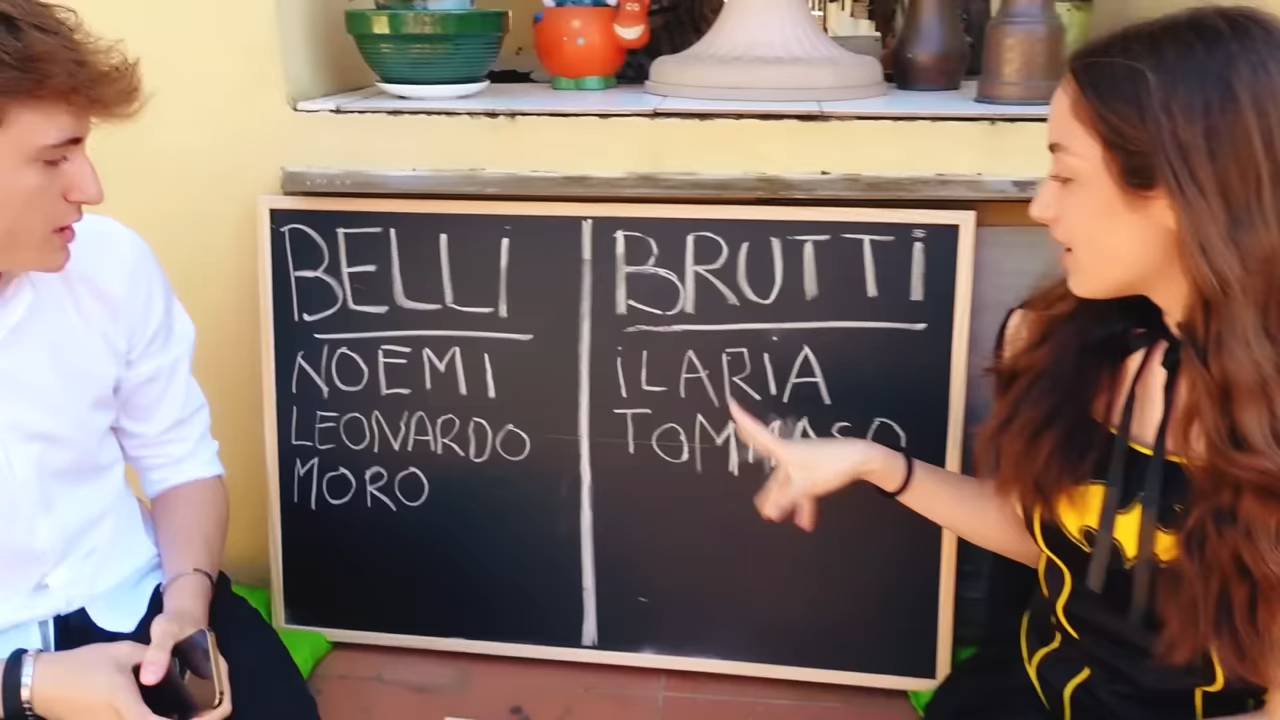 BELLi
NOEMI
LEONARDO
MORO
BRUTTi
iLARiA
TOMMASO